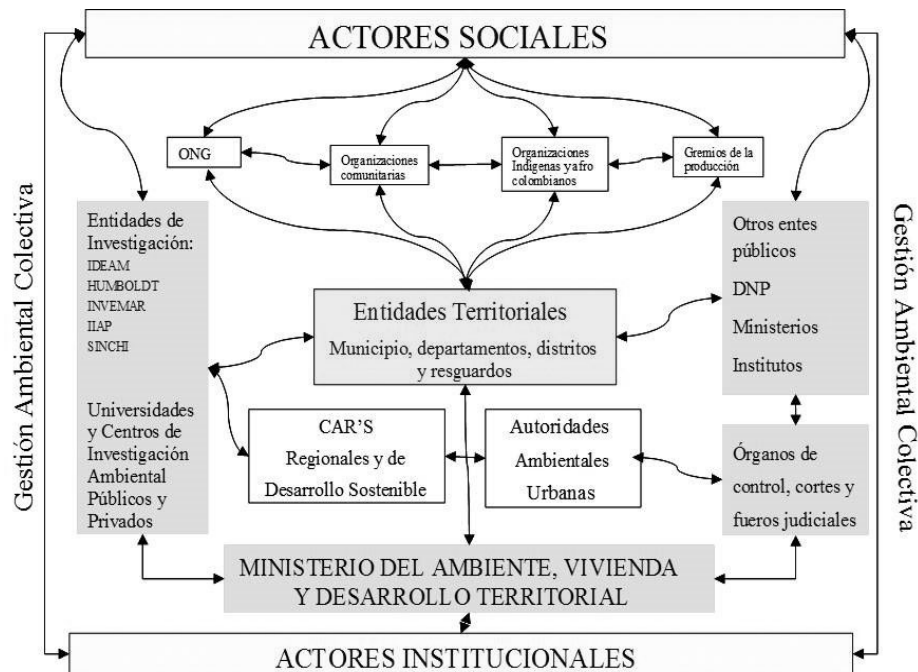 ACTORES SOCIALES
ONG
Organizaciones
comunitarias
Organizaciones
Indígenas y afro
colombianos
Gremios de la
producción
Gestión Ambiental Colectiva
Entidades de
Investigación:
IDEAM
HUMBOLDT
INVEMAR
IIAP
SINCHI
Universidades
y Centros de
Investigación
Ambiental
Públicos y
Privados
Entidades Territoriales
Municipio, departamentos, distritos
y resguardos
CAR'S
Regionales y de
Desarrollo Sostenible
Autoridades
Ambientales
Urbanas
Otros entes
públicos
DNP
Ministerios
Institutos
Órganos de
control, cortes y
fueros judiciales
Gestión Ambiental Colectiva
MINISTERIO DEL AMBIENTE, VIVIENDA
Y DESARROLLO TERRITORIAL
ACTORES INSTITUCIONALES